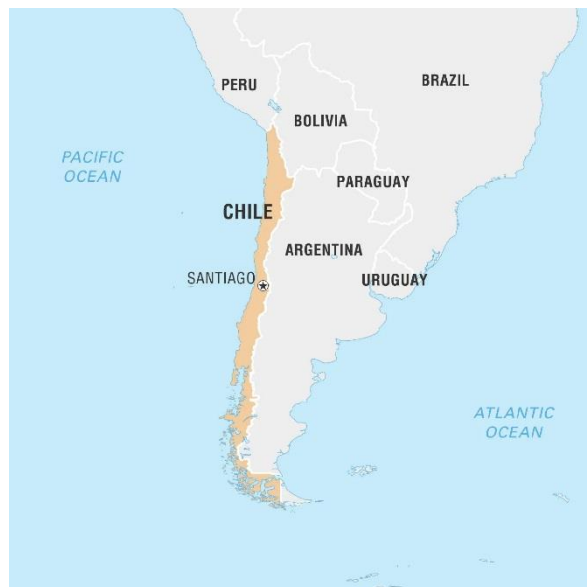 PERU
BRAZIL
BOLIVIA
PACIFIC
OCEAN
PARAGUAY
CHILE
ARGENTINA
SANTIAGO
URUGUAY
ATLANTIC
OCEAN